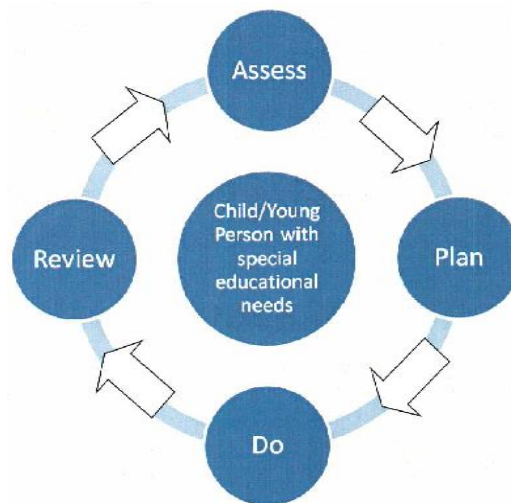 Assess
Child/Young
Person with
special
educational
needs
Review
Plan
Do